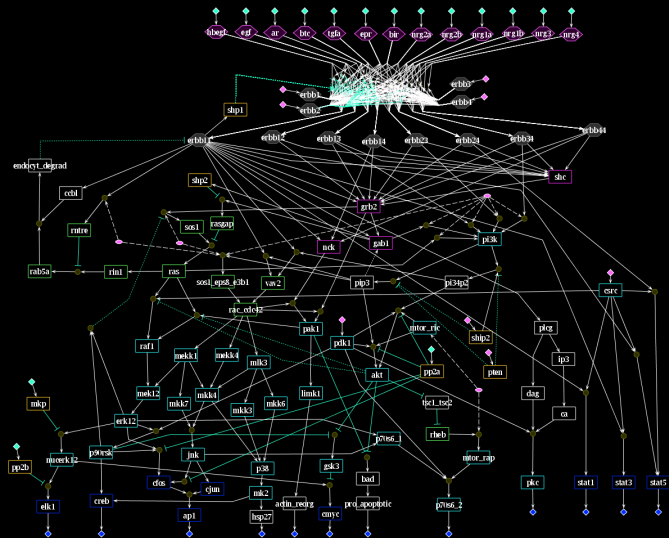 hbegf egf ar btc tgfa epr bir nrg2a nrg2b nrg1a nrg1b nrg3 nrg4
erbb3
erbb1 erbb4
erbb2
shp1
erbb11 erbb12 erbb13 erbb14 erbb23 erbb24 erbb34 erbb44
endocyt_degrad
shp2 shc
ccbl
grb2
rntre sos1 rasgap
nck gab1 pi3k
rab5a rin1 ras
sos1_eps8_e3b1 vav2 pip3 pi34p2 csrc
rac_cdc42
pak1 mtor_ric plcg
raf1 pdk1 ship2
mekk1 mekk4 mlk3 ip3
akt pp2a pten
mek12 mkk7 mkk4 mkk6 limk1 dag
mkp mkk3 tsc1_tsc2 ca
erk12 rheb
p70s6_1
nucerk12 p90rsk jnk mtor_rap
pp2b p38 gsk3
cfos cjun bad pkc stat1 stat3 stat5
mk2
elk1 creb actin_reorg pro_apoptotic p70s6_2
ap1 hsp27 cmyc